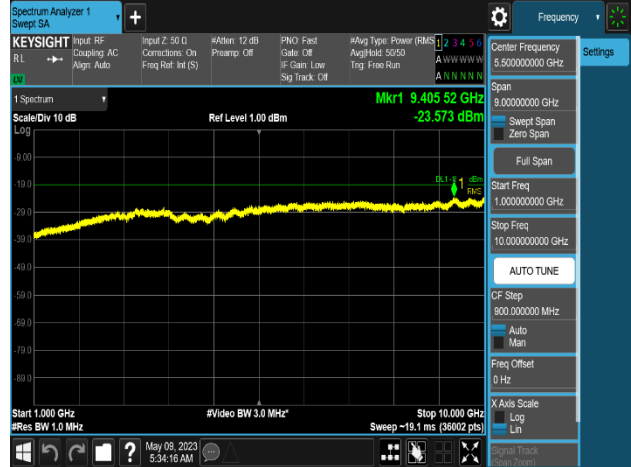 Spectrum Analyzer 1
Swept SA
Frequency
KEYSIGHT
Input: RF
Input Z: 50 Ω
#Atten: 12 dB
PNO: Fast
#Avg Type: Power (RMS
1 2 3 4 5 6
R L
Coupling: AC
Corrections: On
Preamp: Off
Gate: Off
Avg|Hold: 50/50
A W W W W W
Align: Auto
Freq Ref: Int (S)
IF Gain: Low
Trig: Free Run
Sig Track: Off
A N N N N N
LXI
1 Spectrum
Mkr1 9.405 52 GHz
Scale/Div 10 dB
Ref Level 1.00 dBm
-23.573 dBm
Log
-9.00
-19.0
-29.0
-39.0
-49.0
-59.0
-69.0
-79.0
-89.0
dBm
1
RMS
Start 1.000 GHz
#Video BW 3.0 MHz*
Stop 10.000 GHz
#Res BW 1.0 MHz
Sweep ~19.1 ms (36002 pts)
?
May 09, 2023
5:34:16 AM
Settings
Center Frequency
5.500000000 GHz
Span
9.00000000 GHz
Swept Span
Zero Span
Full Span
Start Freq
1.000000000 GHz
Stop Freq
10.000000000 GHz
AUTO TUNE
CF Step
900.000000 MHz
Auto
Man
Freq Offset
0 Hz
X Axis Scale
Log
Lin
Signal Track
(Span Zoom)